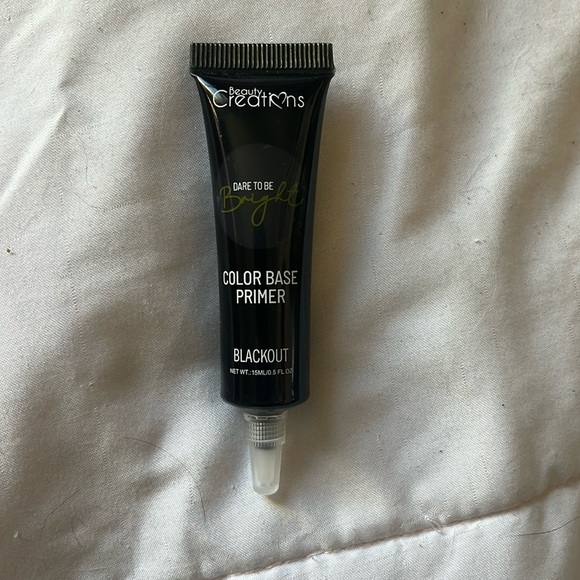 Beauty
Creations
DARE TO BE
Bright
COLOR BASE
PRIMER
BLACKOUT
NET WT.:15ML/0.5 FL.OZ